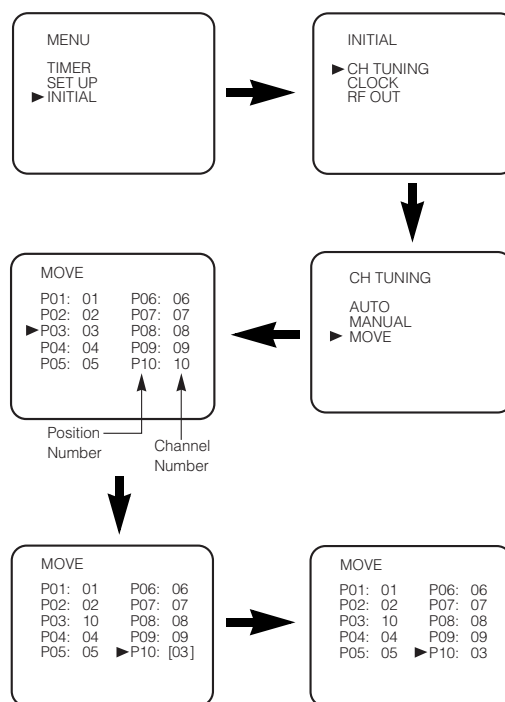 MENU
TIMER
SET UP
►INITIAL
INITIAL
►CH TUNING
CLOCK
RF OUT
CH TUNING
AUTO
MANUAL
► MOVE
MOVE
P01: 01 P06: 06
P02: 02 P07: 07
►P03: 03 P08: 08
P04: 04 P09: 09
P05: 05 P10: 10
Position
Number
Channel
Number
MOVE
P01: 01 P06: 06
P02: 02 P07: 07
P03: 10 P08: 08
P04: 04 P09: 09
P05: 05 ►P10: [03]
MOVE
P01: 01 P06: 06
P02: 02 P07: 07
P03: 10 P08: 08
P04: 04 P09: 09
P05: 05 ►P10: 03